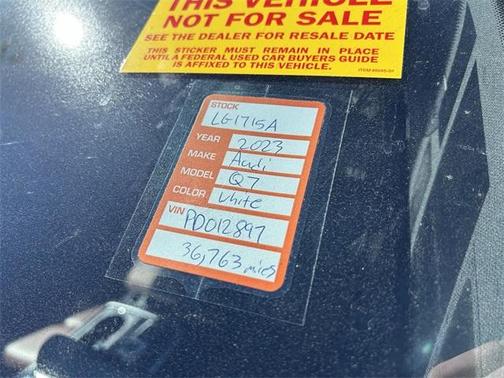 THIS VEHICLE
NOT FOR SALE
SEE THE DEALER FOR RESALE DATE
THIS STICKER MUST REMAIN IN PLACE
UNTIL A FEDERAL USED CAR BUYERS GUIDE
IS AFFIXED TO THIS VEHICLE.
STOCK
LG1715A
YEAR 2023
MAKE Audi
MODEL Q7
COLOR White
VIN PD012897
36,763 miles